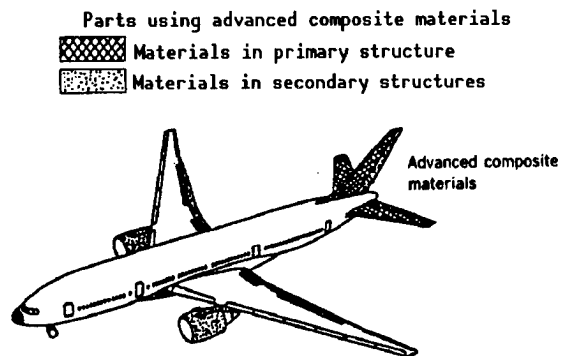 Parts using advanced composite materials
Materials in primary structure
Materials in secondary structures
Advanced composite
materials